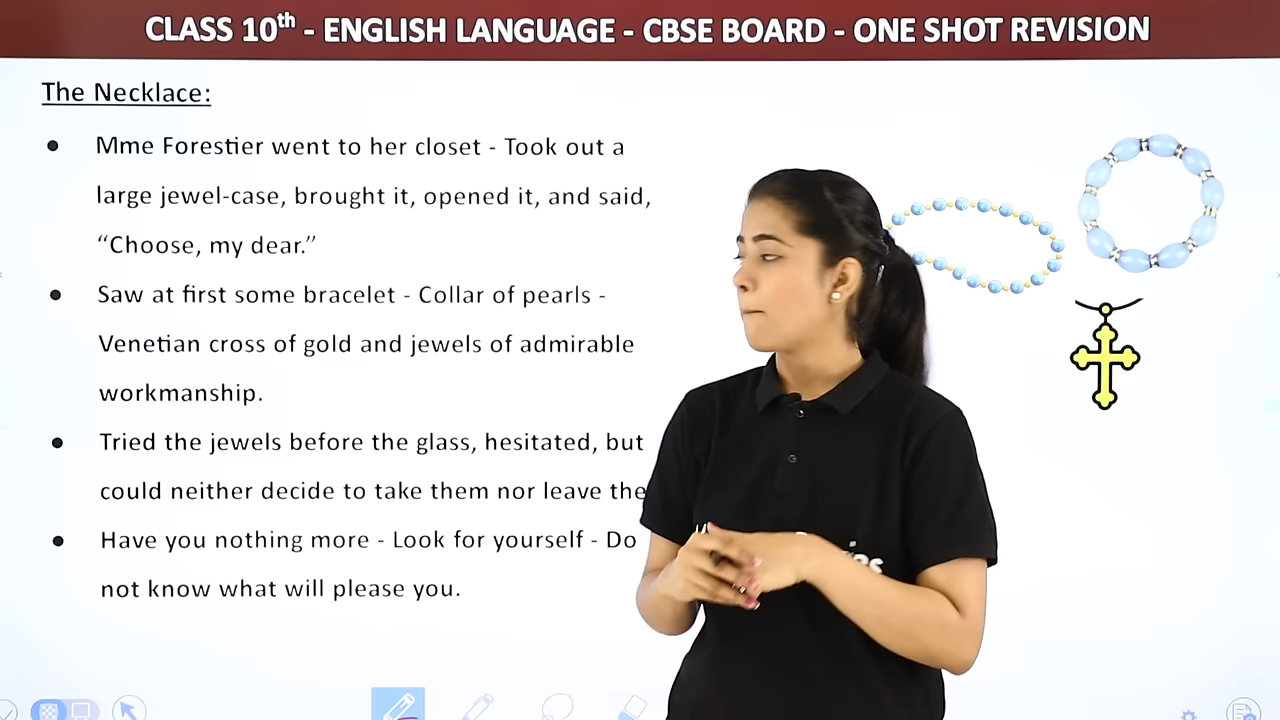 CLASS 10th - ENGLISH LANGUAGE - CBSE BOARD - ONE SHOT REVISION
The Necklace:
● Mme Forestier went to her closet - Took out a
large jewel-case, brought it, opened it, and said,
“Choose, my dear.”
● Saw at first some bracelet - Collar of pearls -
Venetian cross of gold and jewels of admirable
workmanship.
● Tried the jewels before the glass, hesitated, but
could neither decide to take them nor leave the
● Have you nothing more - Look for yourself - Do
not know what will please you.